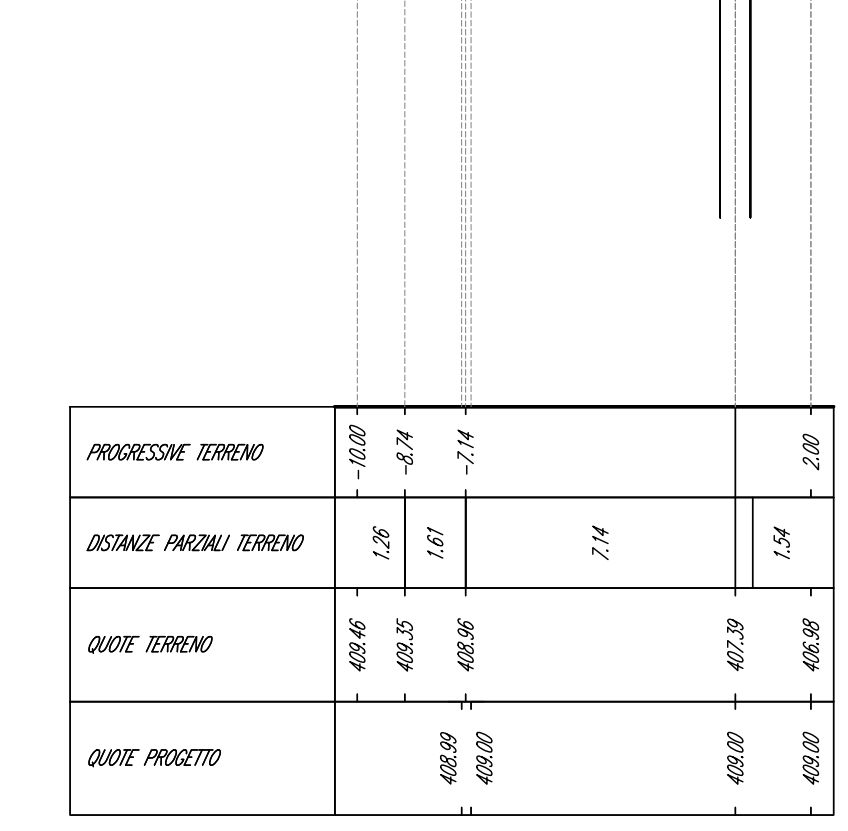 PROGRESSIVE TERRENO -10.00 -8.74 -7.14 2.00
DISTANZE PARZIALI TERRENO 1.26 1.61 7.14 1.54
QUOTE TERRENO 409.46 409.35 408.96 407.39 406.98
QUOTE PROGETTO 408.99 409.00 409.00 409.00